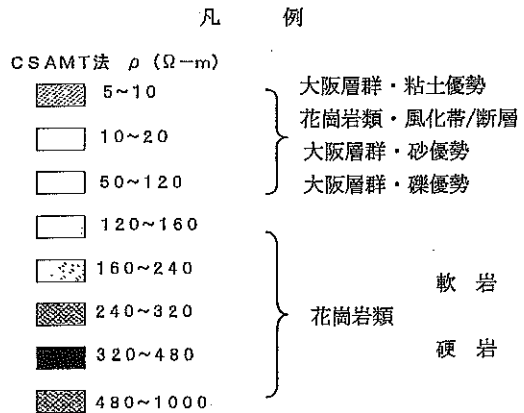 凡 例
CSAMT法 ρ (Ω-m)
5~10
10~20
50~120
120~160
160~240
240~320
320~480
480~1000
大阪層群・粘土優勢
花崗岩類・風化帯/断層
大阪層群・砂優勢
大阪層群・礫優勢
花崗岩類
軟 岩
硬 岩